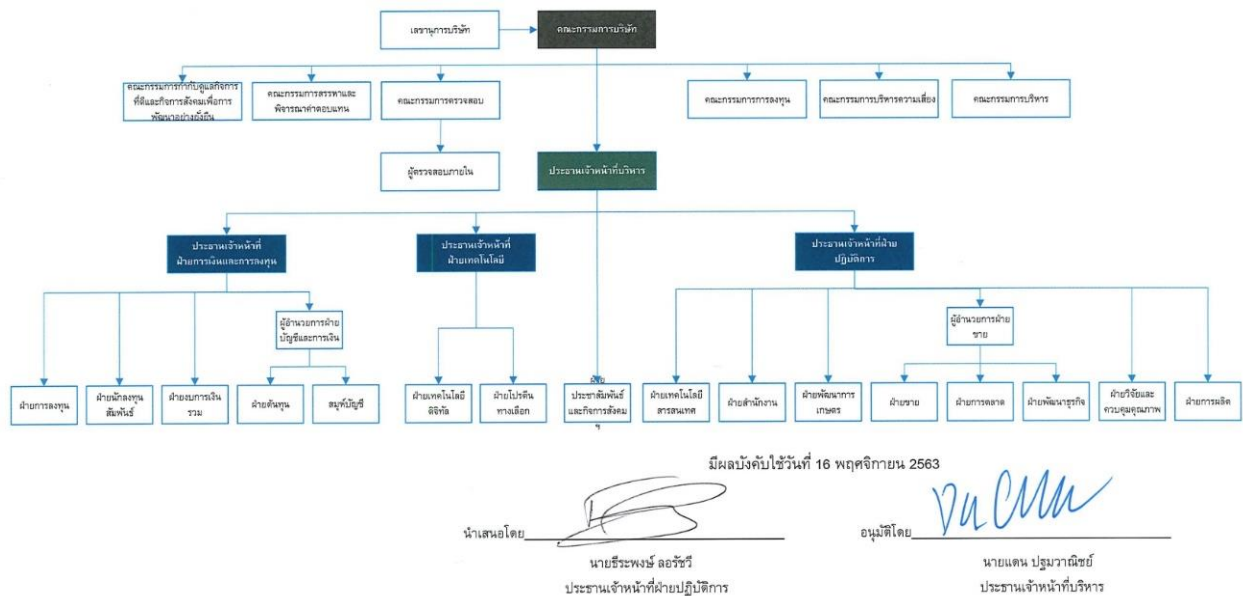 เลขานุการบริษัท
คณะกรรมการบริษัท
คณะกรรมการกำกับดูแลกิจการ
ที่ดีและกิจการสังคมเพื่อการ
พัฒนาอย่างยั่งยืน
คณะกรรมการสรรหาและ
พิจารณาค่าตอบแทน
คณะกรรมการตรวจสอบ
คณะกรรมการการลงทุน
คณะกรรมการบริหารความเสี่ยง
คณะกรรมการบริหาร
ผู้ตรวจสอบภายใน
ประธานเจ้าหน้าที่บริหาร
ประธานเจ้าหน้าที่
ฝ่ายการเงินและการลงทุน
ประธานเจ้าหน้าที่
ฝ่ายเทคโนโลยี
ประธานเจ้าหน้าที่ฝ่าย
ปฏิบัติการ
ผู้อำนวยการฝ่าย
บัญชีและการเงิน
ผู้อำนวยการฝ่าย
ขาย
ฝ่ายการลงทุน
ฝ่ายนักลงทุน
สัมพันธ์
ฝ่ายงบการเงิน
รวม
ฝ่ายต้นทุน
สมุห์บัญชี
ฝ่ายเทคโนโลยี
ดิจิทัล
ฝ่ายโปรตีน
ทางเลือก
ฝ่าย
ประชาสัมพันธ์
และกิจการสังคม
ฯ
ฝ่ายเทคโนโลยี
สารสนเทศ
ฝ่ายสำนักงาน
ฝ่ายพัฒนาการ
เกษตร
ฝ่ายขาย
ฝ่ายการตลาด
ฝ่ายพัฒนาธุรกิจ
ฝ่ายวิจัยและ
ควบคุมคุณภาพ
ฝ่ายการผลิต
มีผลบังคับใช้วันที่ 16 พฤศจิกายน 2563
นำเสนอโดย
อนุมัติโดย
นายธีระพงษ์ ลอรัชวี
ประธานเจ้าหน้าที่ฝ่ายปฏิบัติการ
นายแดน ปฐมวาณิชย์
ประธานเจ้าหน้าที่บริหาร